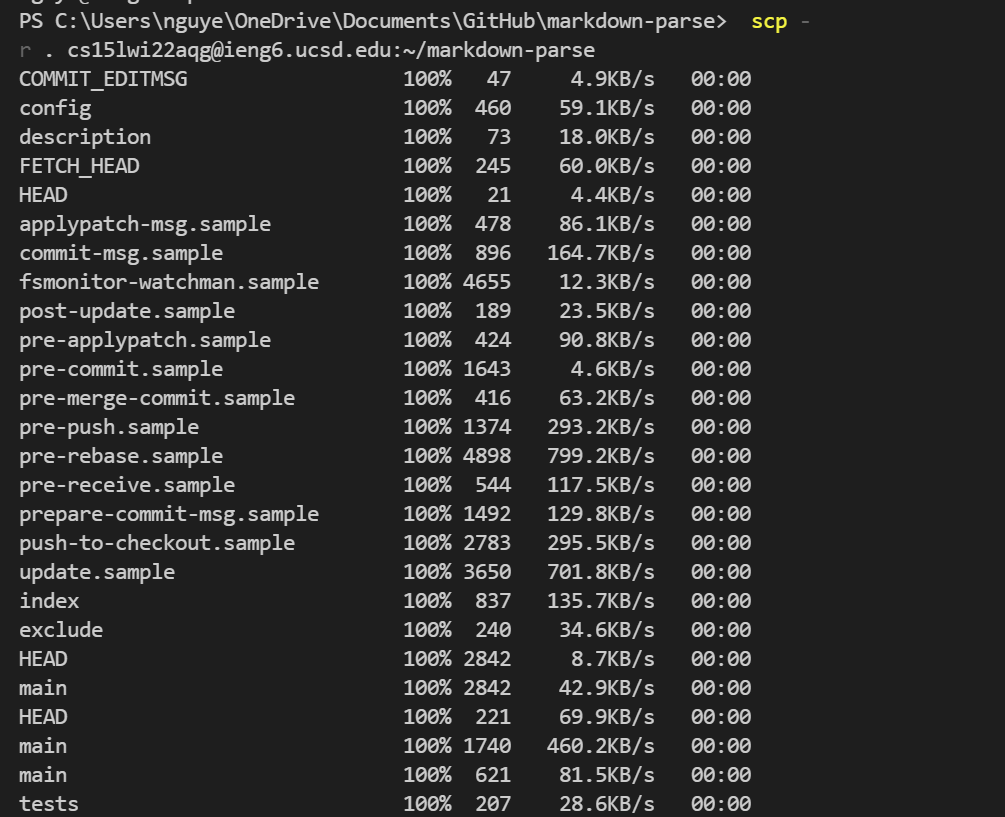 PS C:\Users\nguye\OneDrive\Documents\GitHub\markdown-parse>  scp -
r . cs15lwi22aqg@ieng6.ucsd.edu:~/markdown-parse
COMMIT_EDITMSG 100% 47 4.9KB/s 00:00
config 100% 460 59.1KB/s 00:00
description 100% 73 18.0KB/s 00:00
FETCH_HEAD 100% 245 60.0KB/s 00:00
HEAD 100% 21 4.4KB/s 00:00
applypatch-msg.sample 100% 478 86.1KB/s 00:00
commit-msg.sample 100% 896 164.7KB/s 00:00
fsmonitor-watchman.sample 100% 4655 12.3KB/s 00:00
post-update.sample 100% 189 23.5KB/s 00:00
pre-applypatch.sample 100% 424 90.8KB/s 00:00
pre-commit.sample 100% 1643 4.6KB/s 00:00
pre-merge-commit.sample 100% 416 63.2KB/s 00:00
pre-push.sample 100% 1374 293.2KB/s 00:00
pre-rebase.sample 100% 4898 799.2KB/s 00:00
pre-receive.sample 100% 544 117.5KB/s 00:00
prepare-commit-msg.sample 100% 1492 129.8KB/s 00:00
push-to-checkout.sample 100% 2783 295.5KB/s 00:00
update.sample 100% 3650 701.8KB/s 00:00
index 100% 837 135.7KB/s 00:00
exclude 100% 240 34.6KB/s 00:00
HEAD 100% 2842 8.7KB/s 00:00
main 100% 2842 42.9KB/s 00:00
HEAD 100% 221 69.9KB/s 00:00
main 100% 1740 460.2KB/s 00:00
main 100% 621 81.5KB/s 00:00
tests 100% 207 28.6KB/s 00:00